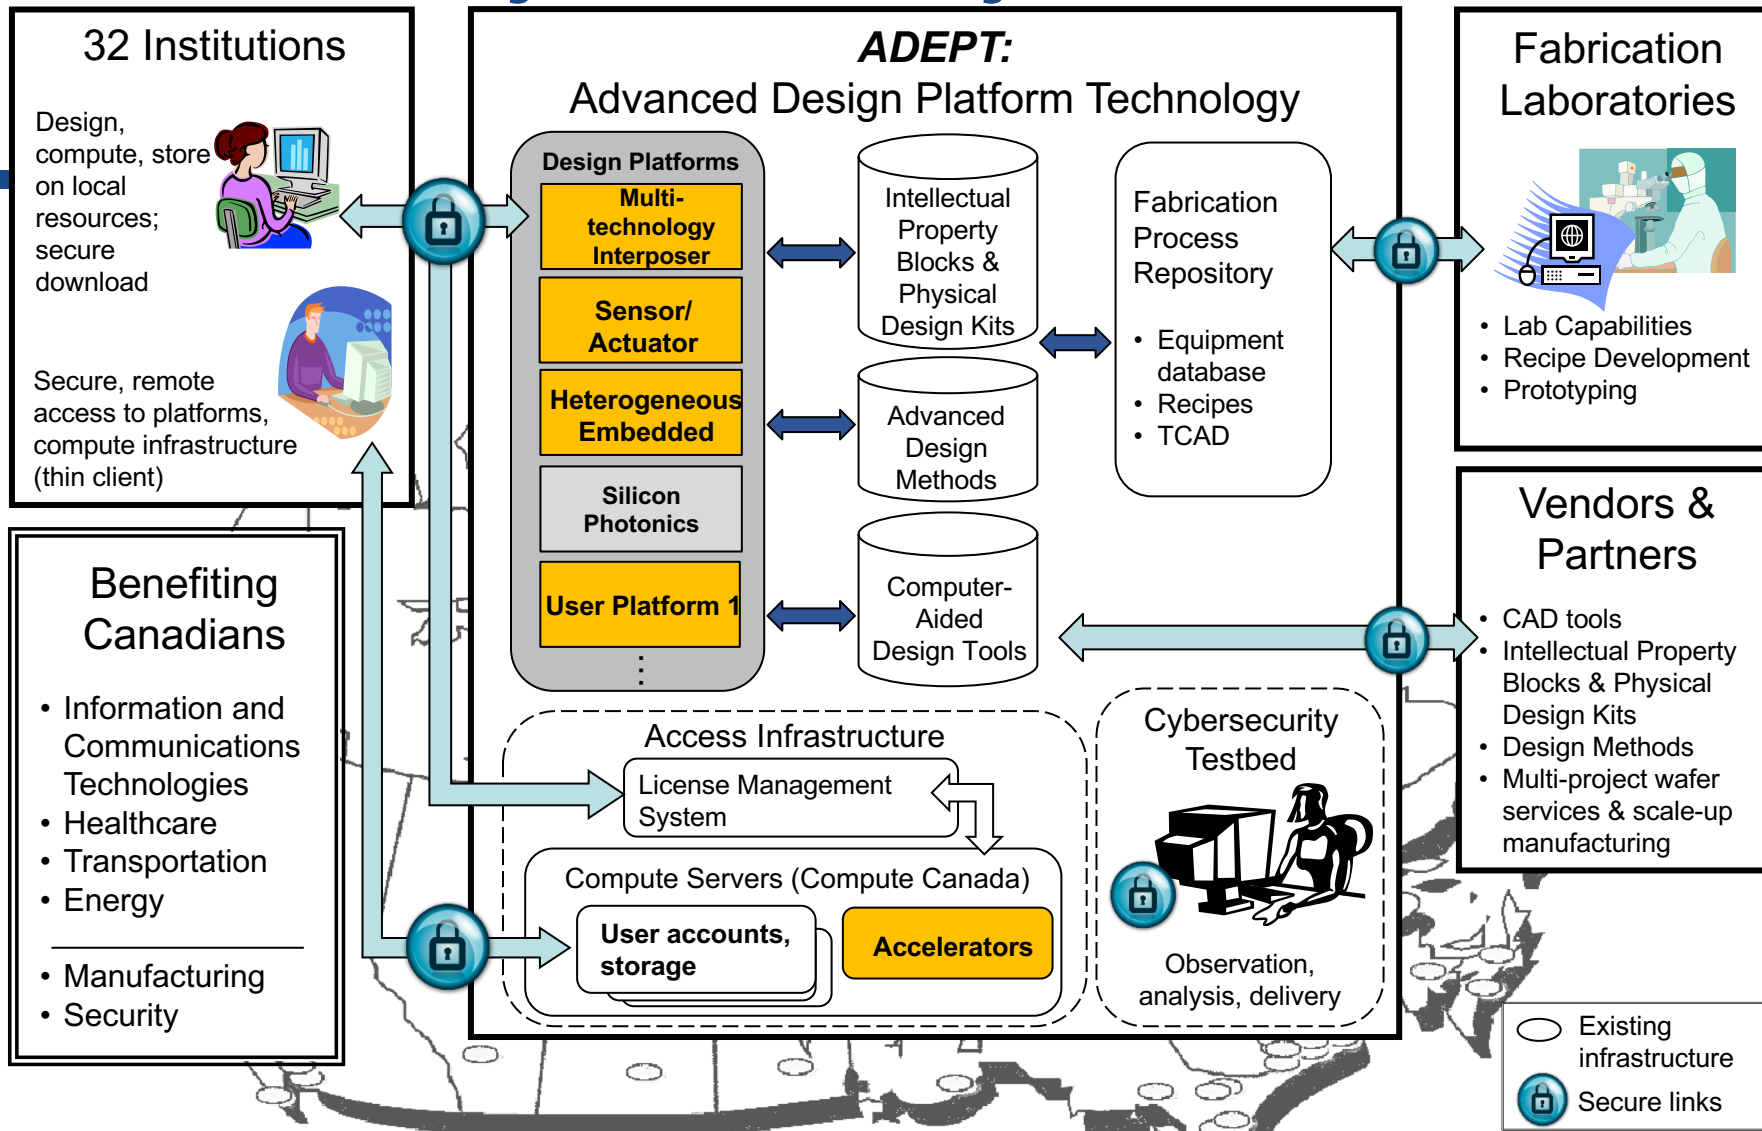 32 Institutions
Design,
compute, store
on local
resources;
secure
download
Secure, remote
access to platforms,
compute infrastructure
(thin client)
Benefiting
Canadians
• Information and
Communications
Technologies
• Healthcare
• Transportation
• Energy
• Manufacturing
• Security
ADEPT:
Advanced Design Platform Technology
Design Platforms
Multi-
technology
Interposer
Sensor/
Actuator
Heterogeneous
Embedded
Silicon
Photonics
User Platform 1
⋮
Intellectual
Property
Blocks &
Physical
Design Kits
Advanced
Design
Methods
Computer-
Aided
Design Tools
Fabrication
Process
Repository
• Equipment
database
• Recipes
• TCAD
Access Infrastructure
License Management
System
Compute Servers (Compute Canada)
User accounts,
storage
Accelerators
Cybersecurity
Testbed
Observation,
analysis, delivery
Fabrication
Laboratories
• Lab Capabilities
• Recipe Development
• Prototyping
Vendors &
Partners
• CAD tools
• Intellectual Property
Blocks & Physical
Design Kits
• Design Methods
• Multi-project wafer
services & scale-up
manufacturing
Existing
infrastructure
Secure links